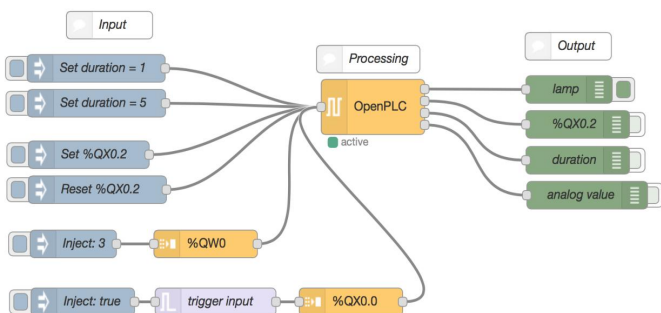 Input
Processing
Output
Set duration = 1
Set duration = 5
Set %QX0.2
Reset %QX0.2
Inject: 3
%QW0
Inject: true
trigger input
%QX0.0
OpenPLC
active
lamp
%QX0.2
duration
analog value